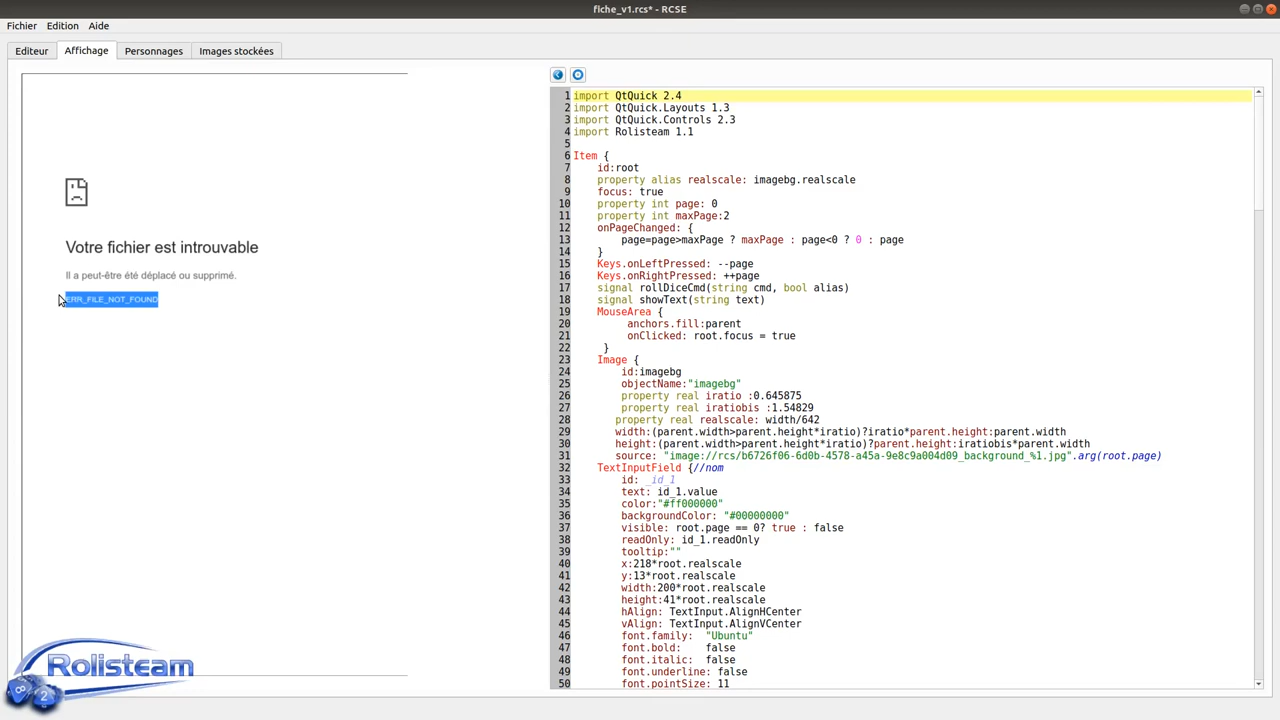 fiche_v1.rcs* - RCSE
Fichier Edition Aide
Editeur Affichage Personnages Images stockées
Votre fichier est introuvable
Il a peut-être été déplacé ou supprimé.
ERR_FILE_NOT_FOUND
Rolisteam
8
2
1 import QtQuick 2.4
2 import QtQuick.Layouts 1.3
3 import QtQuick.Controls 2.3
4 import Rolisteam 1.1
5
6 Item {
7 id:root
8 property alias realscale: imagebg.realscale
9 focus: true
10 property int page: 0
11 property int maxPage:2
12 onPageChanged: {
13 page=page>maxPage ? maxPage : page<0 ? 0 : page
14 }
15 Keys.onLeftPressed: --page
16 Keys.onRightPressed: ++page
17 signal rollDiceCmd(string cmd, bool alias)
18 signal showText(string text)
19 MouseArea {
20 anchors.fill:parent
21 onClicked: root.focus = true
22 }
23 Image {
24 id:imagebg
25 objectName:"imagebg"
26 property real iratio :0.645875
27 property real iratiobis :1.54829
28 property real realscale: width/642
29 width:(parent.width>parent.height*iratio)?iratio*parent.height:parent.width
30 height:(parent.width>parent.height*iratio)?parent.height:iratiobis*parent.width
31 source: "image://rcs/b6726f06-6d0b-4578-a45a-9e8c9a004d09_background_%1.jpg".arg(root.page)
32 TextInputField {//nom
33 id: _id_1
34 text: id_1.value
35 color:"#ff000000"
36 backgroundColor: "#00000000"
37 visible: root.page == 0? true : false
38 readOnly: id_1.readOnly
39 tooltip:""
40 x:218*root.realscale
41 y:13*root.realscale
42 width:200*root.realscale
43 height:41*root.realscale
44 hAlign: TextInput.AlignHCenter
45 vAlign: TextInput.AlignVCenter
46 font.family: "Ubuntu"
47 font.bold: false
48 font.italic: false
49 font.underline: false
50 font.pointSize: 11